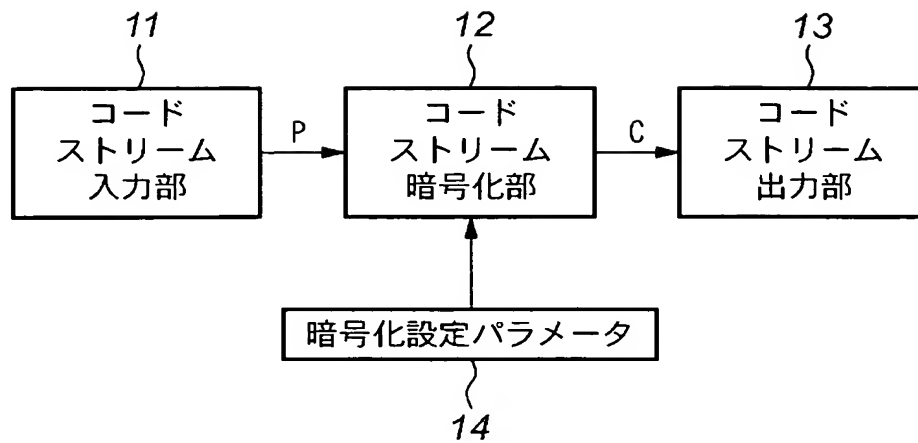 11
12
13
コード
ストリーム
入力部
P
コード
ストリーム
暗号化部
C
コード
ストリーム
出力部
暗号化設定パラメータ
14